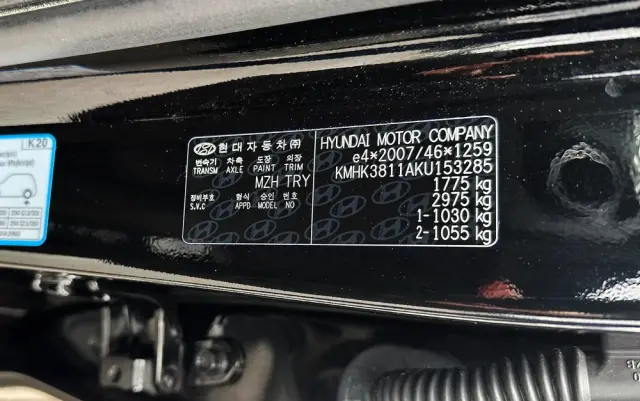 K20
현대자동차㈜
변속기 차축 도장 외장
TRANSM AXLE PAINT TRIM
MZH TRY
정비부호 형식 승인 번호
S.V.C APPD MODEL NO
HYUNDAI MOTOR COMPANY
e4*2007/46*1259
KMHK3811AKU153285
1775 kg
2975 kg
1-1030 kg
2-1055 kg